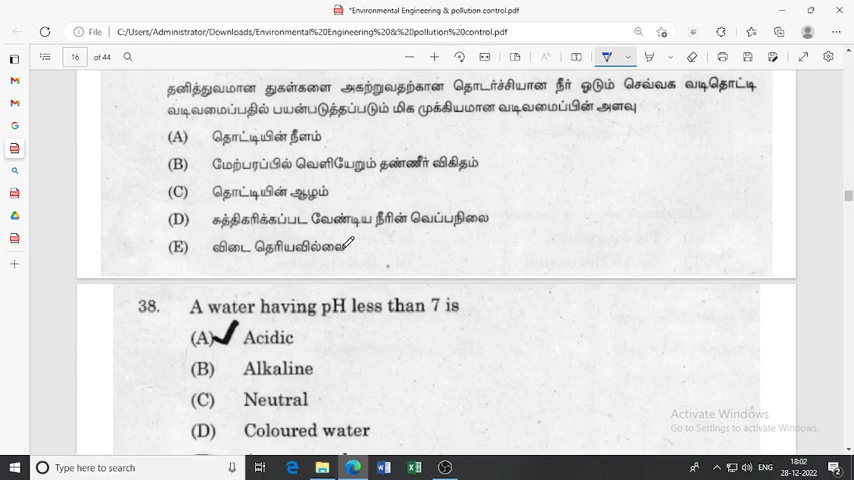 *Environmental Engineering & pollution control.pdf
File
C:/Users/Administrator/Downloads/Environmental%20Engineering%20&%20pollution%20control.pdf
16 of 44
தனித்துவமான துகள்களை அகற்றுவதற்கான தொடர்ச்சியான நீர் ஓடும் செவ்வக வடிதொட்டி
வடிவமைப்பதில் பயன்படுத்தப்படும் மிக முக்கியமான வடிவமைப்பின் அளவு
(A) தொட்டியின் நீளம்
(B) மேற்பரப்பில் வெளியேறும் தண்ணீர் விகிதம்
(C) தொட்டியின் ஆழம்
(D) சுத்திகரிக்கப்பட வேண்டிய நீரின் வெப்பநிலை
(E) விடை தெரியவில்லை
38. A water having pH less than 7 is
(A) Acidic
(B) Alkaline
(C) Neutral
(D) Coloured water
Activate Windows
Go to Settings to activate Windows.
Type here to search
ENG
18:02
28-12-2022
2